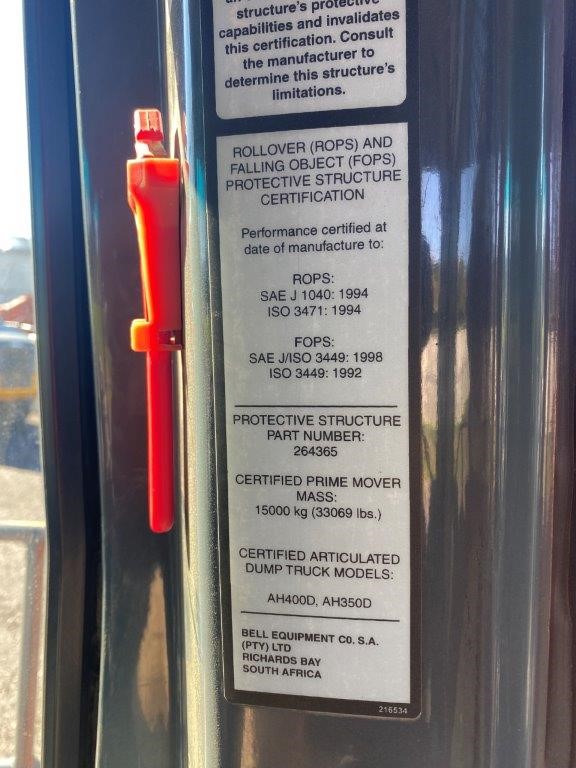 structure's protective
capabilities and invalidates
this certification. Consult
the manufacturer to
determine this structure's
limitations.
ROLLOVER (ROPS) AND
FALLING OBJECT (FOPS)
PROTECTIVE STRUCTURE
CERTIFICATION
Performance certified at
date of manufacture to:
ROPS:
SAE J 1040: 1994
ISO 3471: 1994
FOPS:
SAE J/ISO 3449: 1998
ISO 3449: 1992
PROTECTIVE STRUCTURE
PART NUMBER:
264365
CERTIFIED PRIME MOVER
MASS:
15000 kg (33069 lbs.)
CERTIFIED ARTICULATED
DUMP TRUCK MODELS:
AH400D, AH350D
BELL EQUIPMENT CO. S.A.
(PTY) LTD
RICHARDS BAY
SOUTH AFRICA
216534